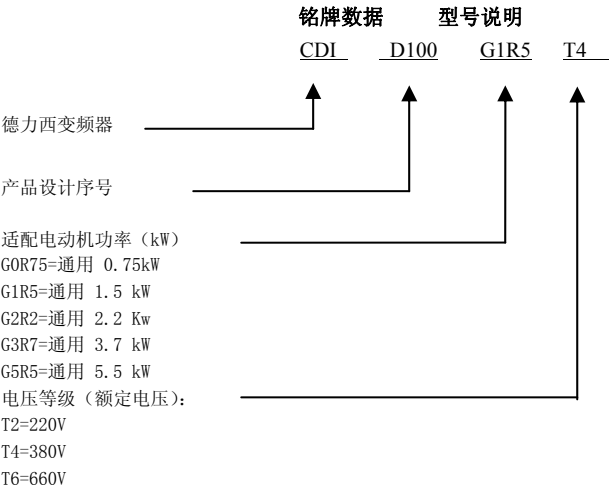 铭牌数据 型号说明
CDI D100 G1R5 T4
德力西变频器
产品设计序号
适配电动机功率（kW）
G0R75=通用 0.75kW
G1R5=通用 1.5 kW
G2R2=通用 2.2 Kw
G3R7=通用 3.7 kW
G5R5=通用 5.5 kW
电压等级（额定电压）：
T2=220V
T4=380V
T6=660V